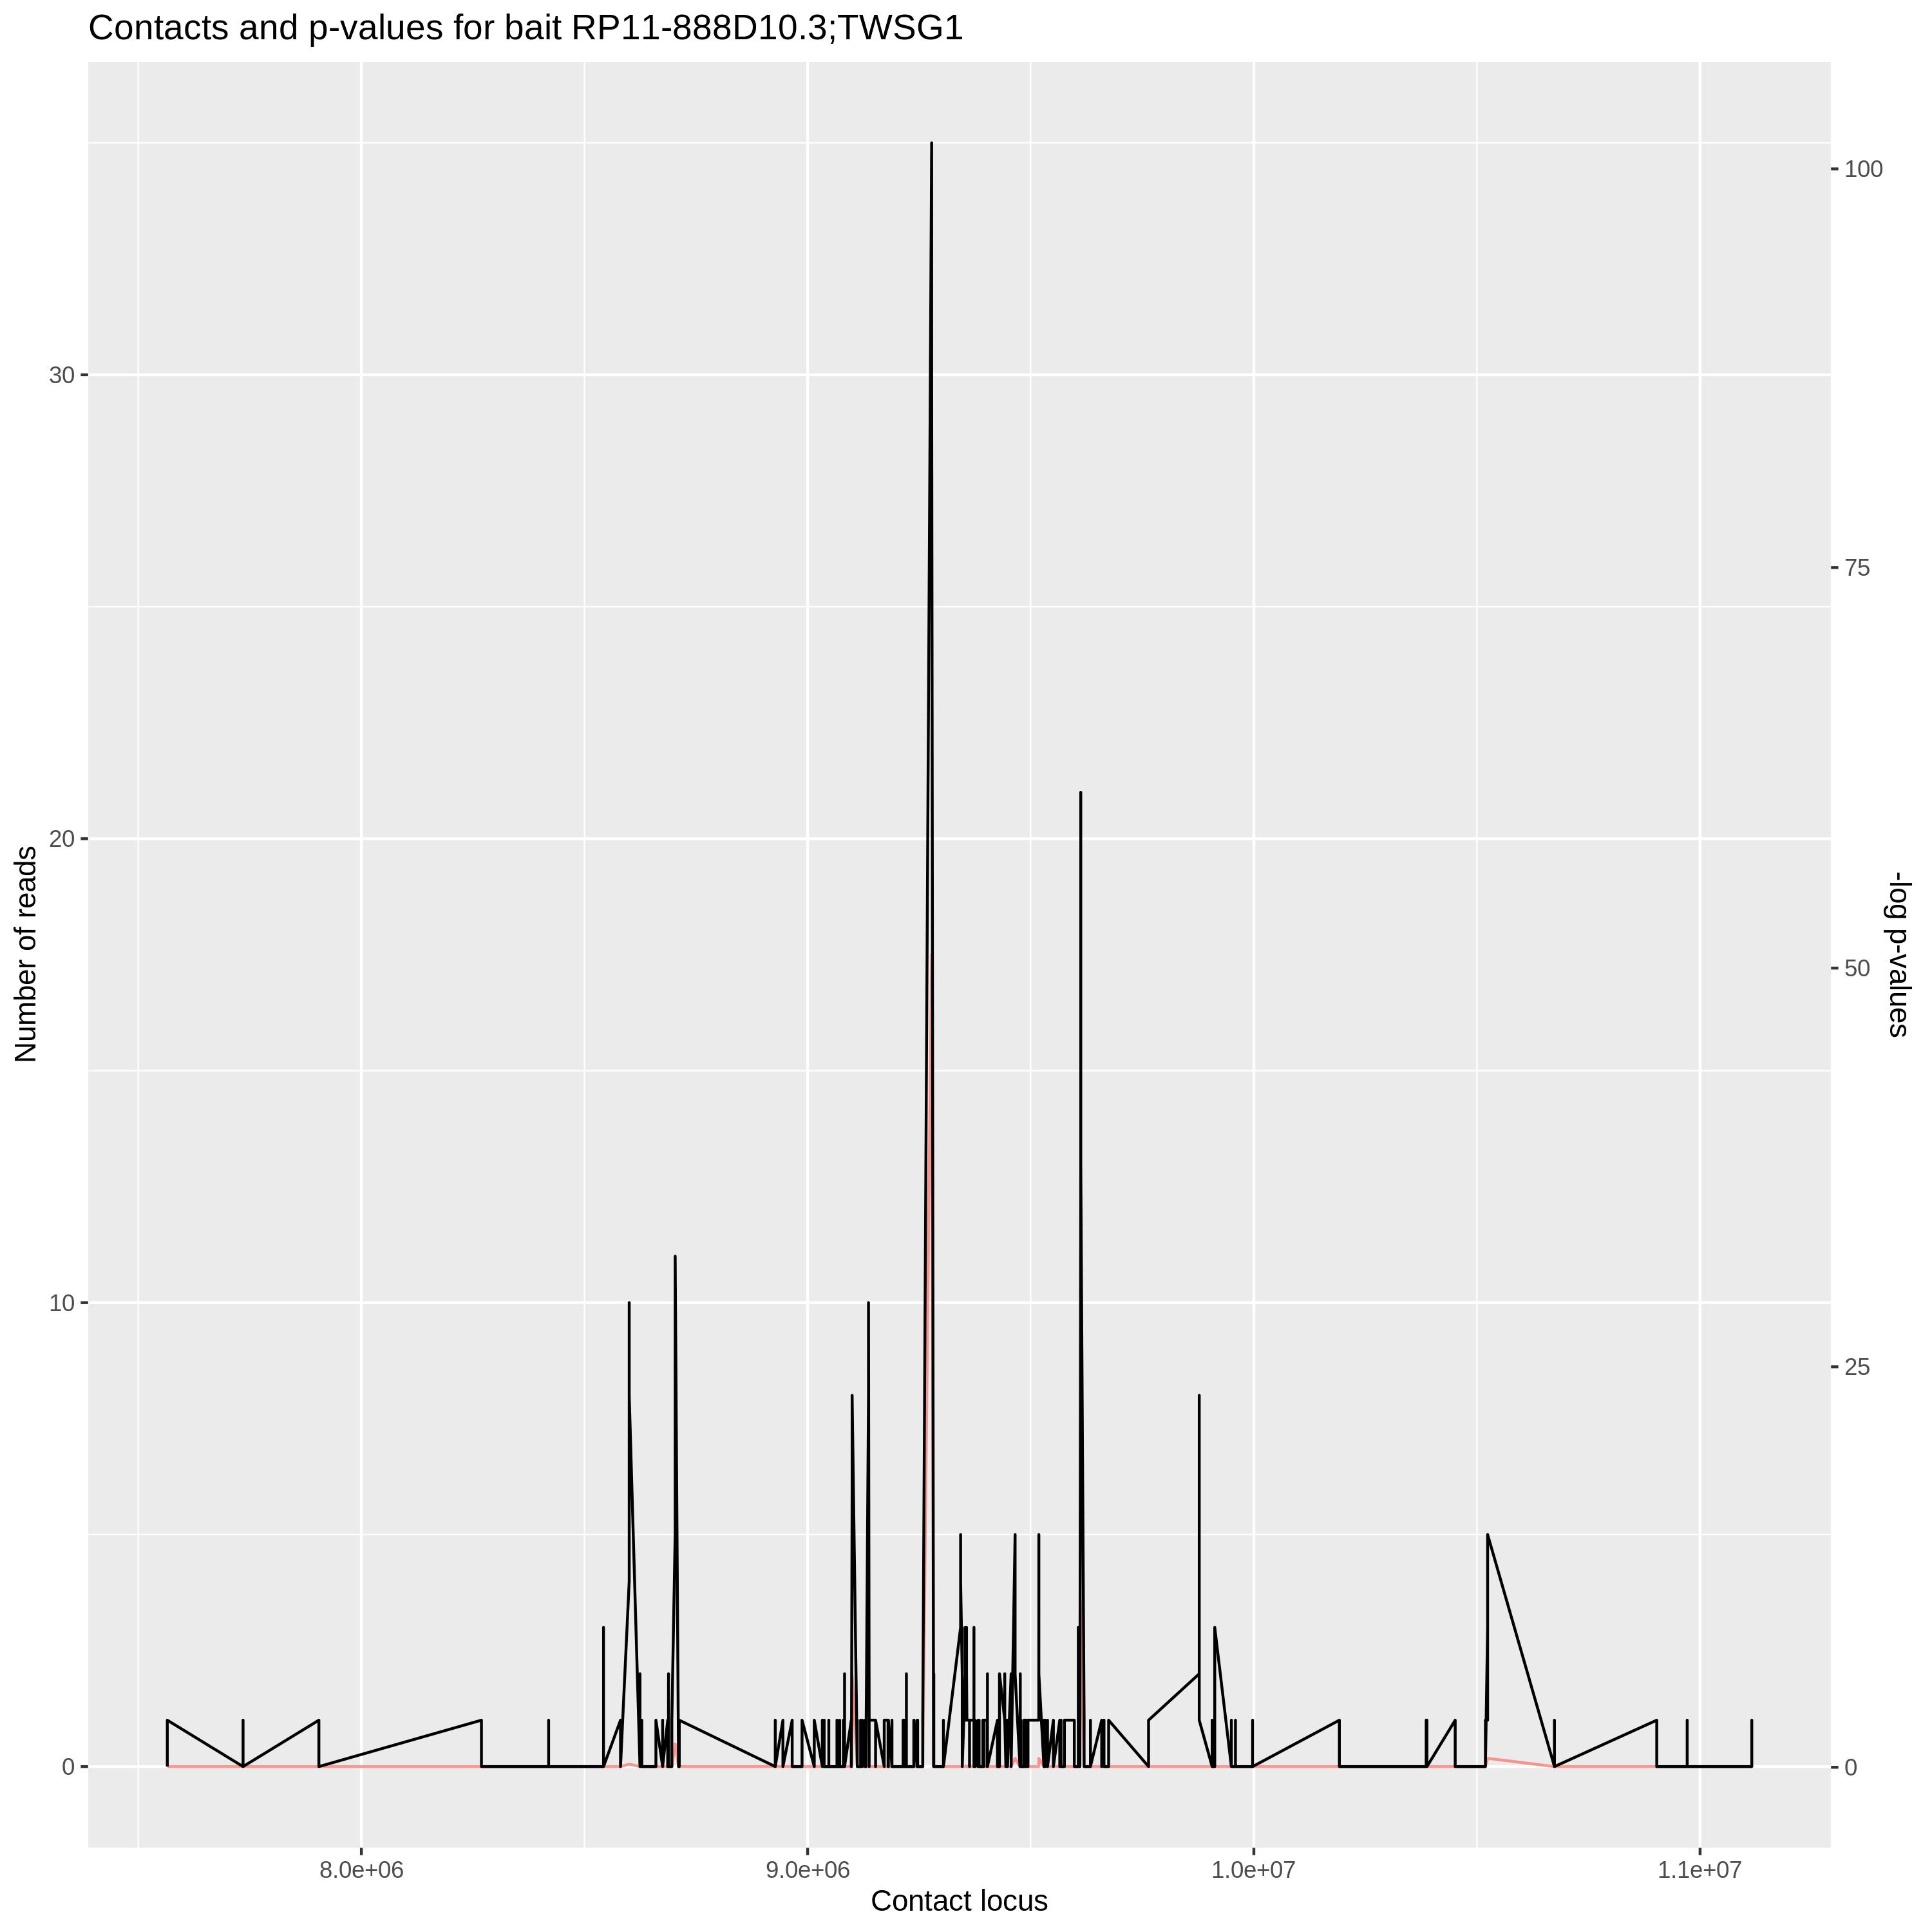 Contacts and p-values for bait RP11-888D10.3;TWSG1
100
30
75
20
Number of reads
-log p-values
50
10
25
0
0
8.0e+06
9.0e+06
1.0e+07
1.1e+07
Contact locus